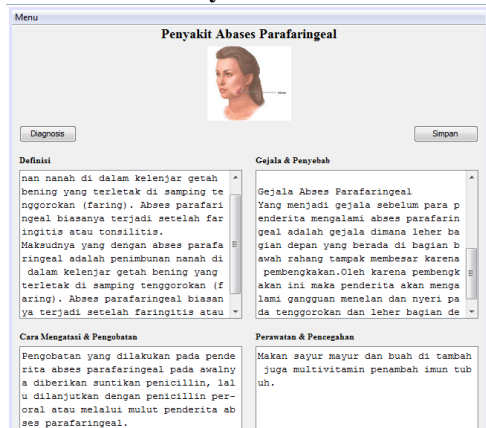 Menu
Penyakit Abases Parafaringeal
Diagnosis
Simpan
Definisi
nan nanah di dalam kelenjar getah
bening yang terletak di samping te
nggorokan (faring). Abses parafari
ngeal biasanya terjadi setelah far
ingitis atau tonsilitis.
Maksudnya yang dengan abses parafa
ringeal adalah penimbunan nanah di
dalam kelenjar getah bening yang
terletak di samping tenggorokan (f
aring). Abses parafaringeal biasan
ya terjadi setelah faringitis atau
Gejala & Penyebab
Gejala Abses Parafaringeal
Yang menjadi gejala sebelum para p
enderita mengalami abses parafarin
geal adalah gejala dimana leher ba
gian depan yang berada di bagian b
awah rahang tampak membesar karena
pembengkakan.Oleh karena pembengk
akan ini maka penderita akan menga
lami gangguan menelan dan nyeri pa
da tenggorokan dan leher bagian de
Cara Mengatasi & Pengobatan
Pengobatan yang dilakukan pada pende
rita abses parafaringeal pada awalny
a diberikan suntikan penicillin, lal
u dilanjutkan dengan penicillin per-
oral atau melalui mulut penderita ab
ses parafaringeal.
Perawatan & Pencegahan
Makan sayur mayur dan buah di tambah
juga multivitamin penambah imun tub
uh.